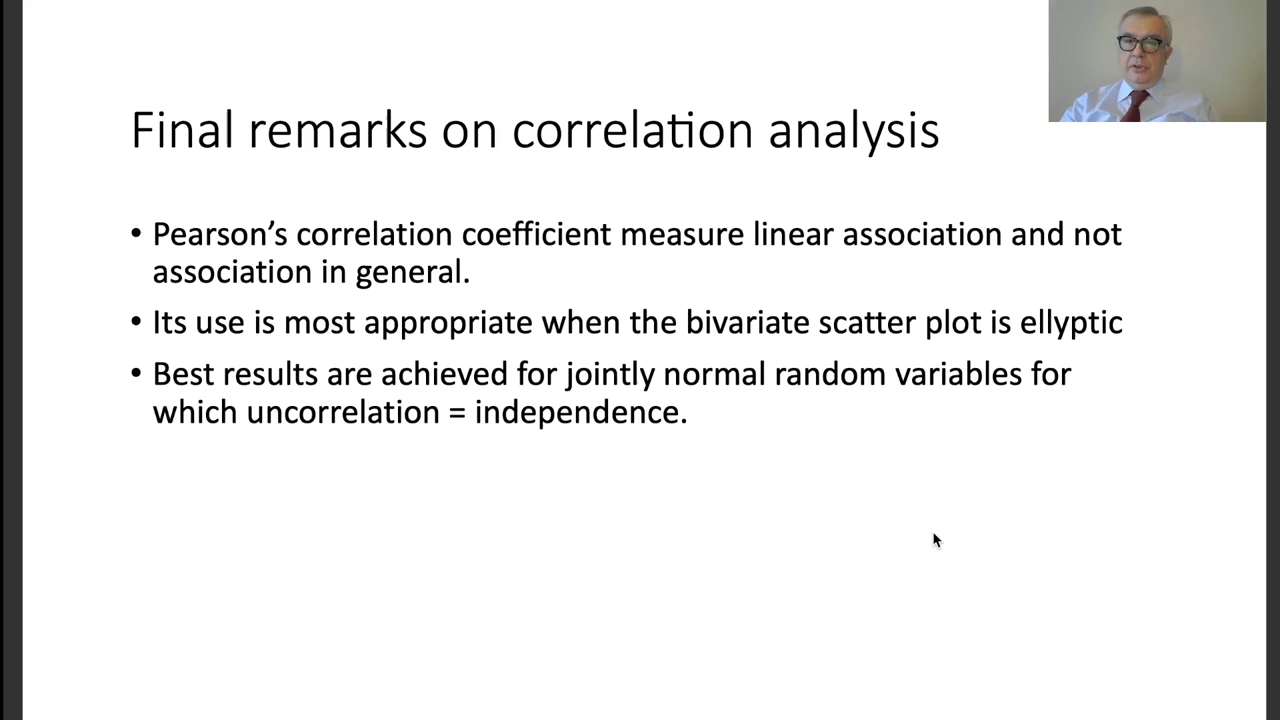 Final remarks on correlation analysis
• Pearson’s correlation coefficient measure linear association and not
association in general.
• Its use is most appropriate when the bivariate scatter plot is ellyptic
• Best results are achieved for jointly normal random variables for
which uncorrelation = independence.